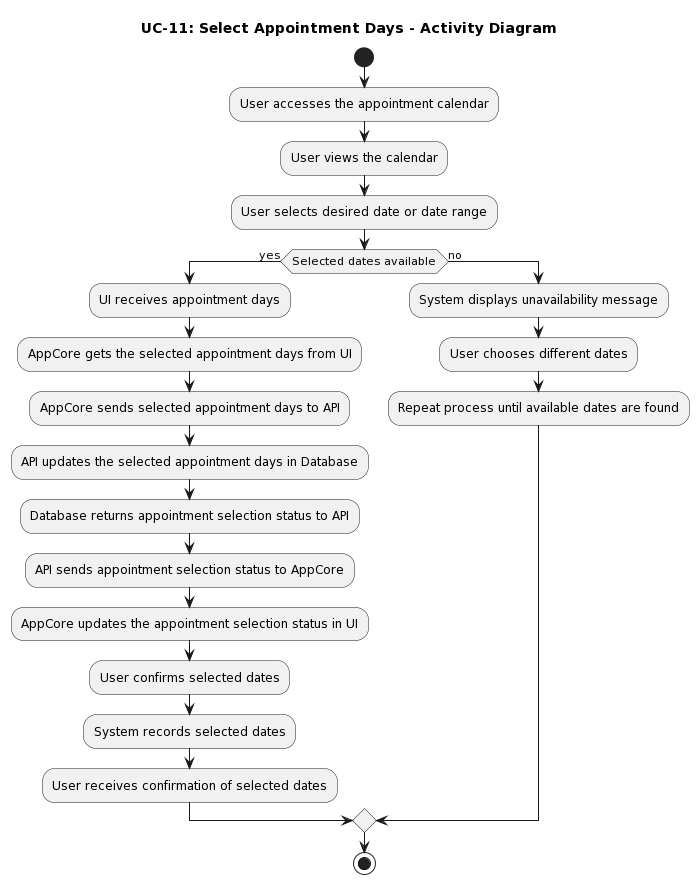 UC-11: Select Appointment Days - Activity Diagram
User accesses the appointment calendar
User views the calendar
User selects desired date or date range
yes
Selected dates available
no
UI receives appointment days
System displays unavailability message
AppCore gets the selected appointment days from UI
User chooses different dates
AppCore sends selected appointment days to API
Repeat process until available dates are found
API updates the selected appointment days in Database
Database returns appointment selection status to API
API sends appointment selection status to AppCore
AppCore updates the appointment selection status in UI
User confirms selected dates
System records selected dates
User receives confirmation of selected dates